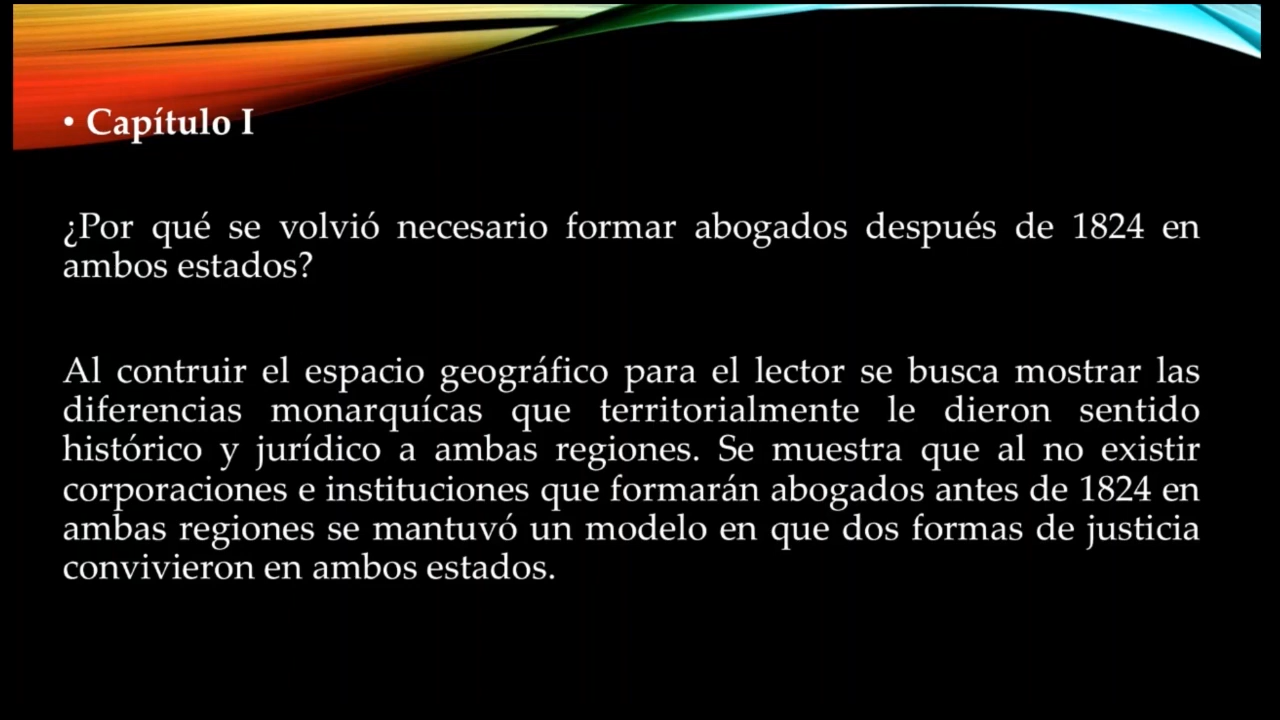 • Capítulo I
¿Por qué se volvió necesario formar abogados después de 1824 en
ambos estados?
Al contruir el espacio geográfico para el lector se busca mostrar las
diferencias monarquícas que territorialmente le dieron sentido
histórico y jurídico a ambas regiones. Se muestra que al no existir
corporaciones e instituciones que formarán abogados antes de 1824 en
ambas regiones se mantuvó un modelo en que dos formas de justicia
convivieron en ambos estados.